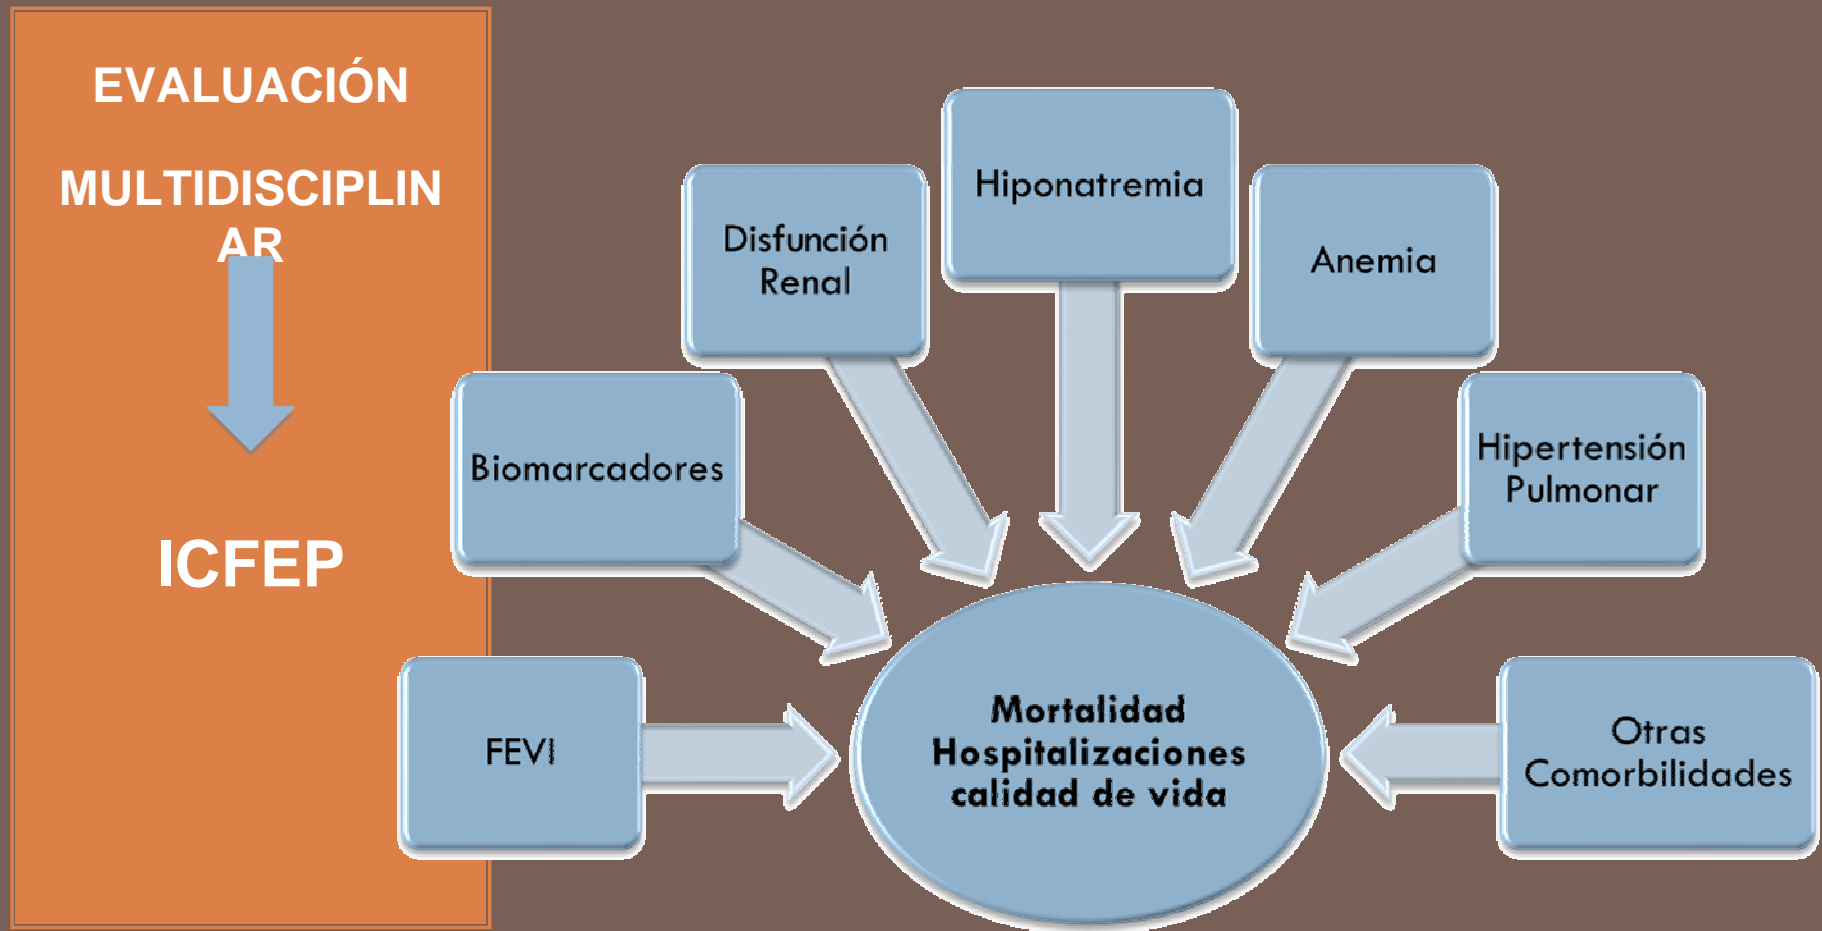 EVALUACIÓN
MULTIDISCIPLIN
AR
ICFEP
FEVI
Biomarcadores
Disfunción
Renal
Hiponatremia
Anemia
Hipertensión
Pulmonar
Otras
Comorbilidades
Mortalidad
Hospitalizaciones
calidad de vida